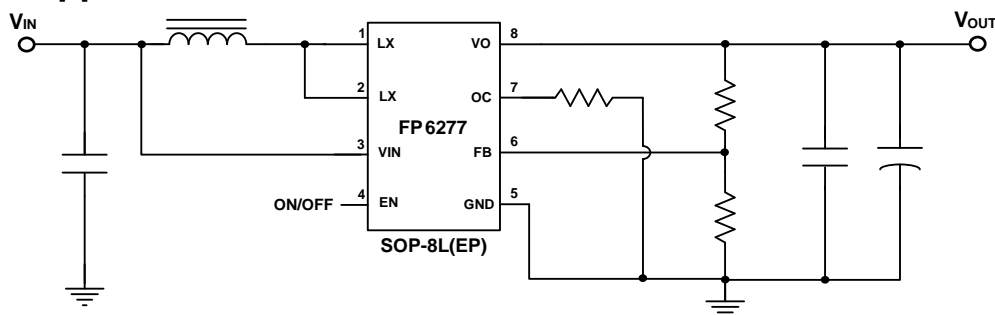 VIN
VOUT
1 LX
VO 8
2 LX
OC 7
FP6277
3 VIN
FB 6
ON/OFF 4 EN
GND 5
SOP-8L(EP)